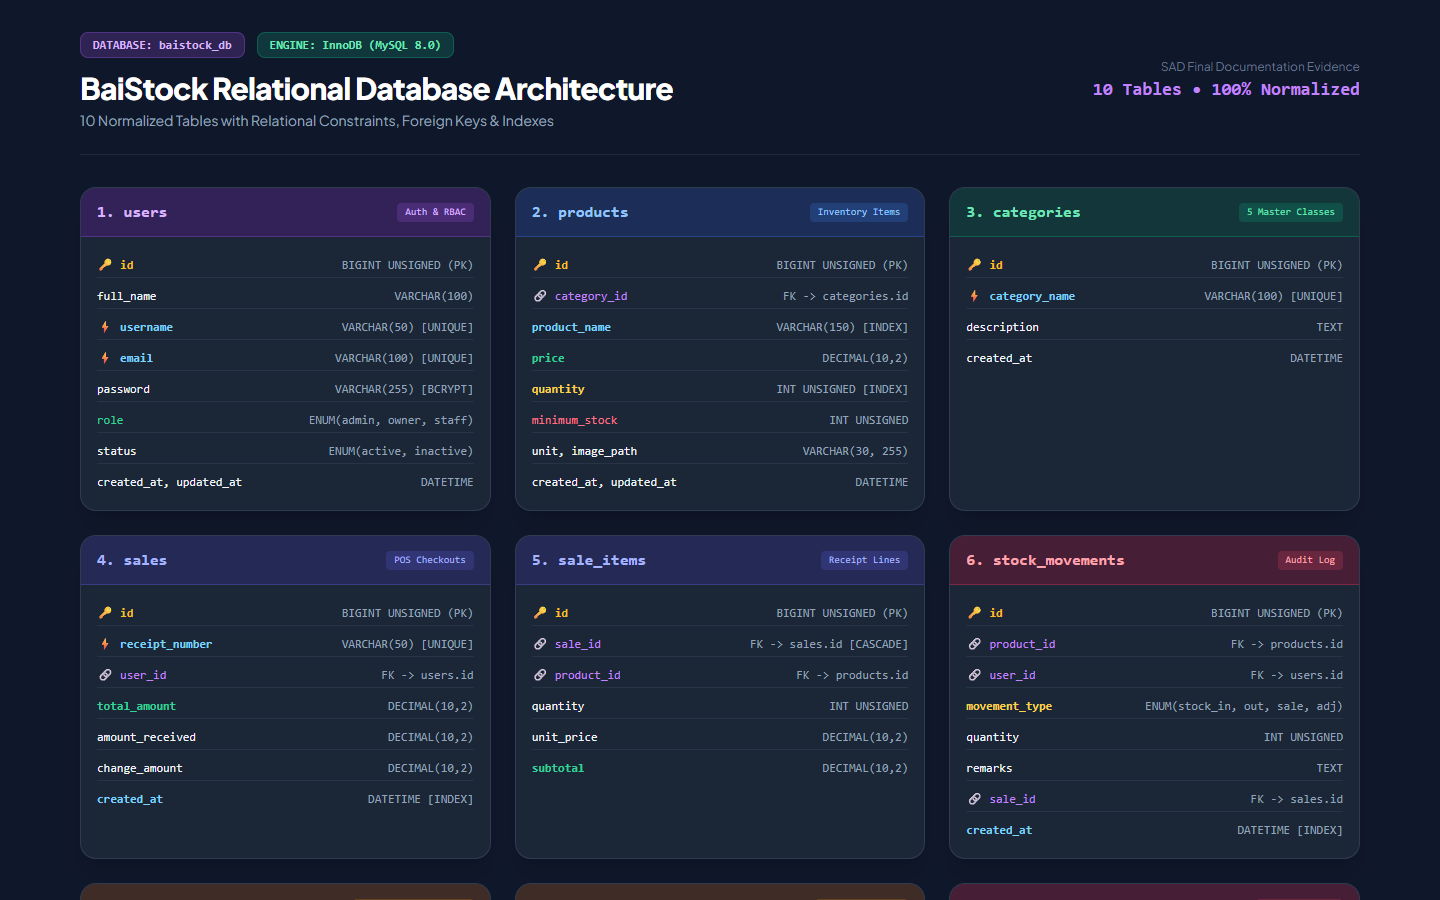 DATABASE: baistock_db
ENGINE: InnoDB (MySQL 8.0)
BaiStock Relational Database Architecture
10 Normalized Tables with Relational Constraints, Foreign Keys & Indexes
SAD Final Documentation Evidence
10 Tables • 100% Normalized
1. users
Auth & RBAC
id BIGINT UNSIGNED (PK)
full_name VARCHAR(100)
username VARCHAR(50) [UNIQUE]
email VARCHAR(100) [UNIQUE]
password VARCHAR(255) [BCRYPT]
role ENUM(admin, owner, staff)
status ENUM(active, inactive)
created_at, updated_at DATETIME
2. products
Inventory Items
id BIGINT UNSIGNED (PK)
category_id FK -> categories.id
product_name VARCHAR(150) [INDEX]
price DECIMAL(10,2)
quantity INT UNSIGNED [INDEX]
minimum_stock INT UNSIGNED
unit, image_path VARCHAR(30, 255)
created_at, updated_at DATETIME
3. categories
5 Master Classes
id BIGINT UNSIGNED (PK)
category_name VARCHAR(100) [UNIQUE]
description TEXT
created_at DATETIME
4. sales
POS Checkouts
id BIGINT UNSIGNED (PK)
receipt_number VARCHAR(50) [UNIQUE]
user_id FK -> users.id
total_amount DECIMAL(10,2)
amount_received DECIMAL(10,2)
change_amount DECIMAL(10,2)
created_at DATETIME [INDEX]
5. sale_items
Receipt Lines
id BIGINT UNSIGNED (PK)
sale_id FK -> sales.id [CASCADE]
product_id FK -> products.id
quantity INT UNSIGNED
unit_price DECIMAL(10,2)
subtotal DECIMAL(10,2)
6. stock_movements
Audit Log
id BIGINT UNSIGNED (PK)
product_id FK -> products.id
user_id FK -> users.id
movement_type ENUM(stock_in, out, sale, adj)
quantity INT UNSIGNED
remarks TEXT
sale_id FK -> sales.id
created_at DATETIME [INDEX]